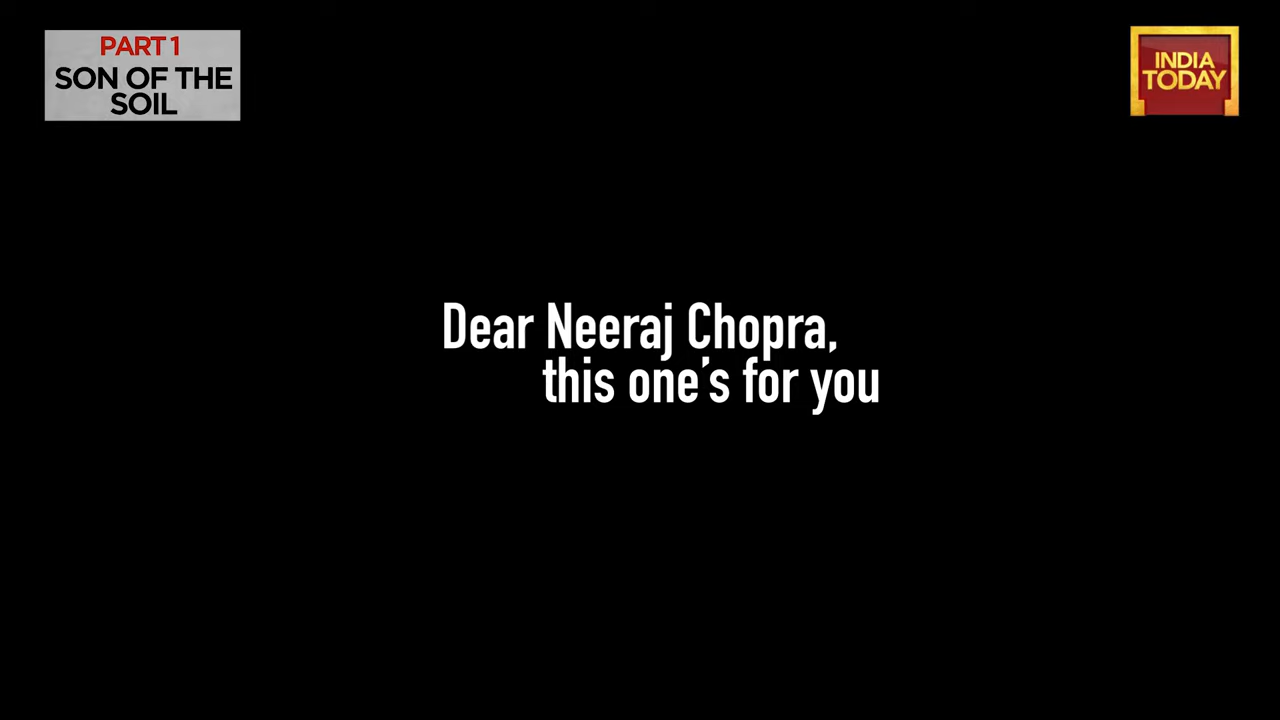 PART 1
SON OF THE
SOIL
INDIA
TODAY
Dear Neeraj Chopra,
this one's for you